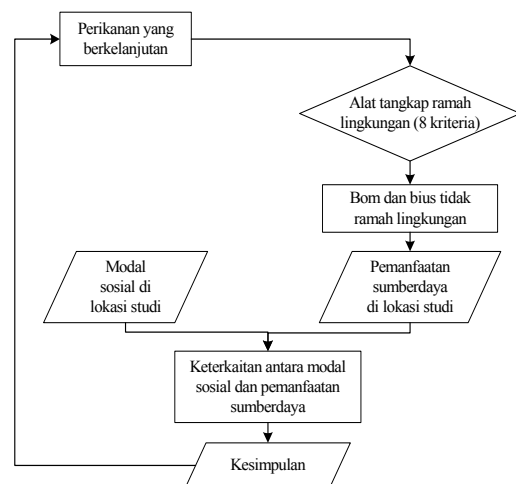 Perikanan yang
berkelanjutan
Alat tangkap ramah
lingkungan (8 kriteria)
Bom dan bius tidak
ramah lingkungan
Modal
sosial di
lokasi studi
Pemanfaatan
sumberdaya
di lokasi studi
Keterkaitan antara modal
sosial dan pemanfaatan
sumberdaya
Kesimpulan